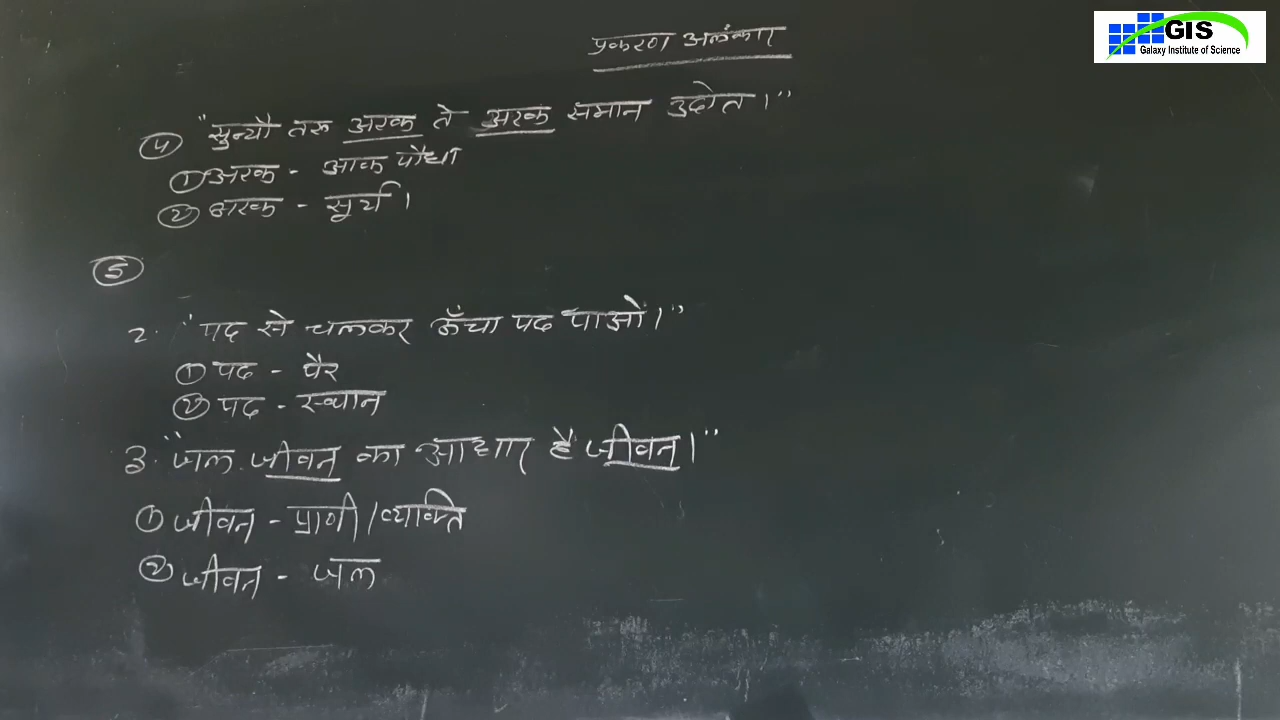 GIS
Galaxy Institute of Science
प्रकरण अलंकार
५ "सुन्यौ तरु अरक ते अरक समान उदोत।"
① अरक - आक पौधा
② अरक - सूर्य।
5
2. "पद से चलकर ऊँचा पद पाओ।"
① पद - पैर
② पद - स्थान
3. "जल जीवन का आधार है जीवन।"
① जीवन - प्राणी/व्यक्ति
② जीवन - जल